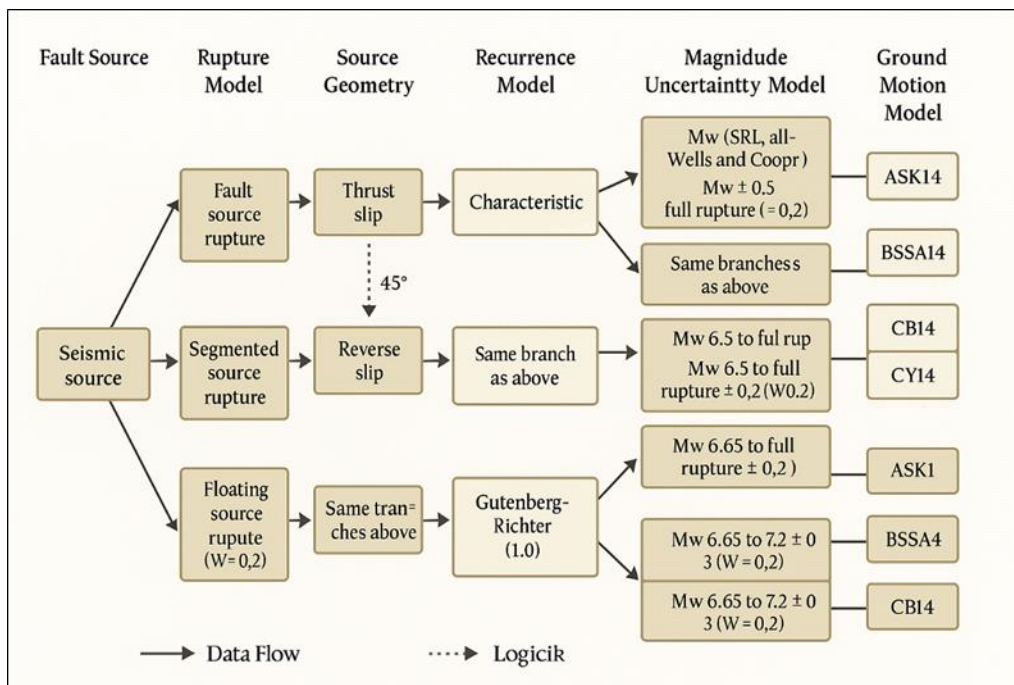 Fault Source
Rupture
Model
Source
Geometry
Recurrence
Model
Magnidude
Uncertaintty Model
Ground
Motion
Model
Seismic
source
Fault
source
rupture
Thrust
slip
Characteristic
Mw (SRL, all-
Wells and Coopr)
Mw ± 0.5
full rupture (= 0,2)
ASK14
Same branches s
as above
BSSA14
45°
Segmented
source
rupture
Reverse
slip
Same branch
as above
Mw 6.5 to ful rup
Mw 6.5 to full
rupture ± 0,2 (W0.2)
CB14
CY14
Floating
source
rupute
(W = 0,2)
Same tran=
ches above
Gutenberg-
Richter
(1.0)
Mw 6.65 to full
rupture ± 0,2 )
ASK1
Mw 6.65 to 7.2 ± 0
3 (W = 0,2)
BSSA4
Mw 6.65 to 7.2 ± 0
3 (W = 0,2)
CB14
Data Flow
Logicik